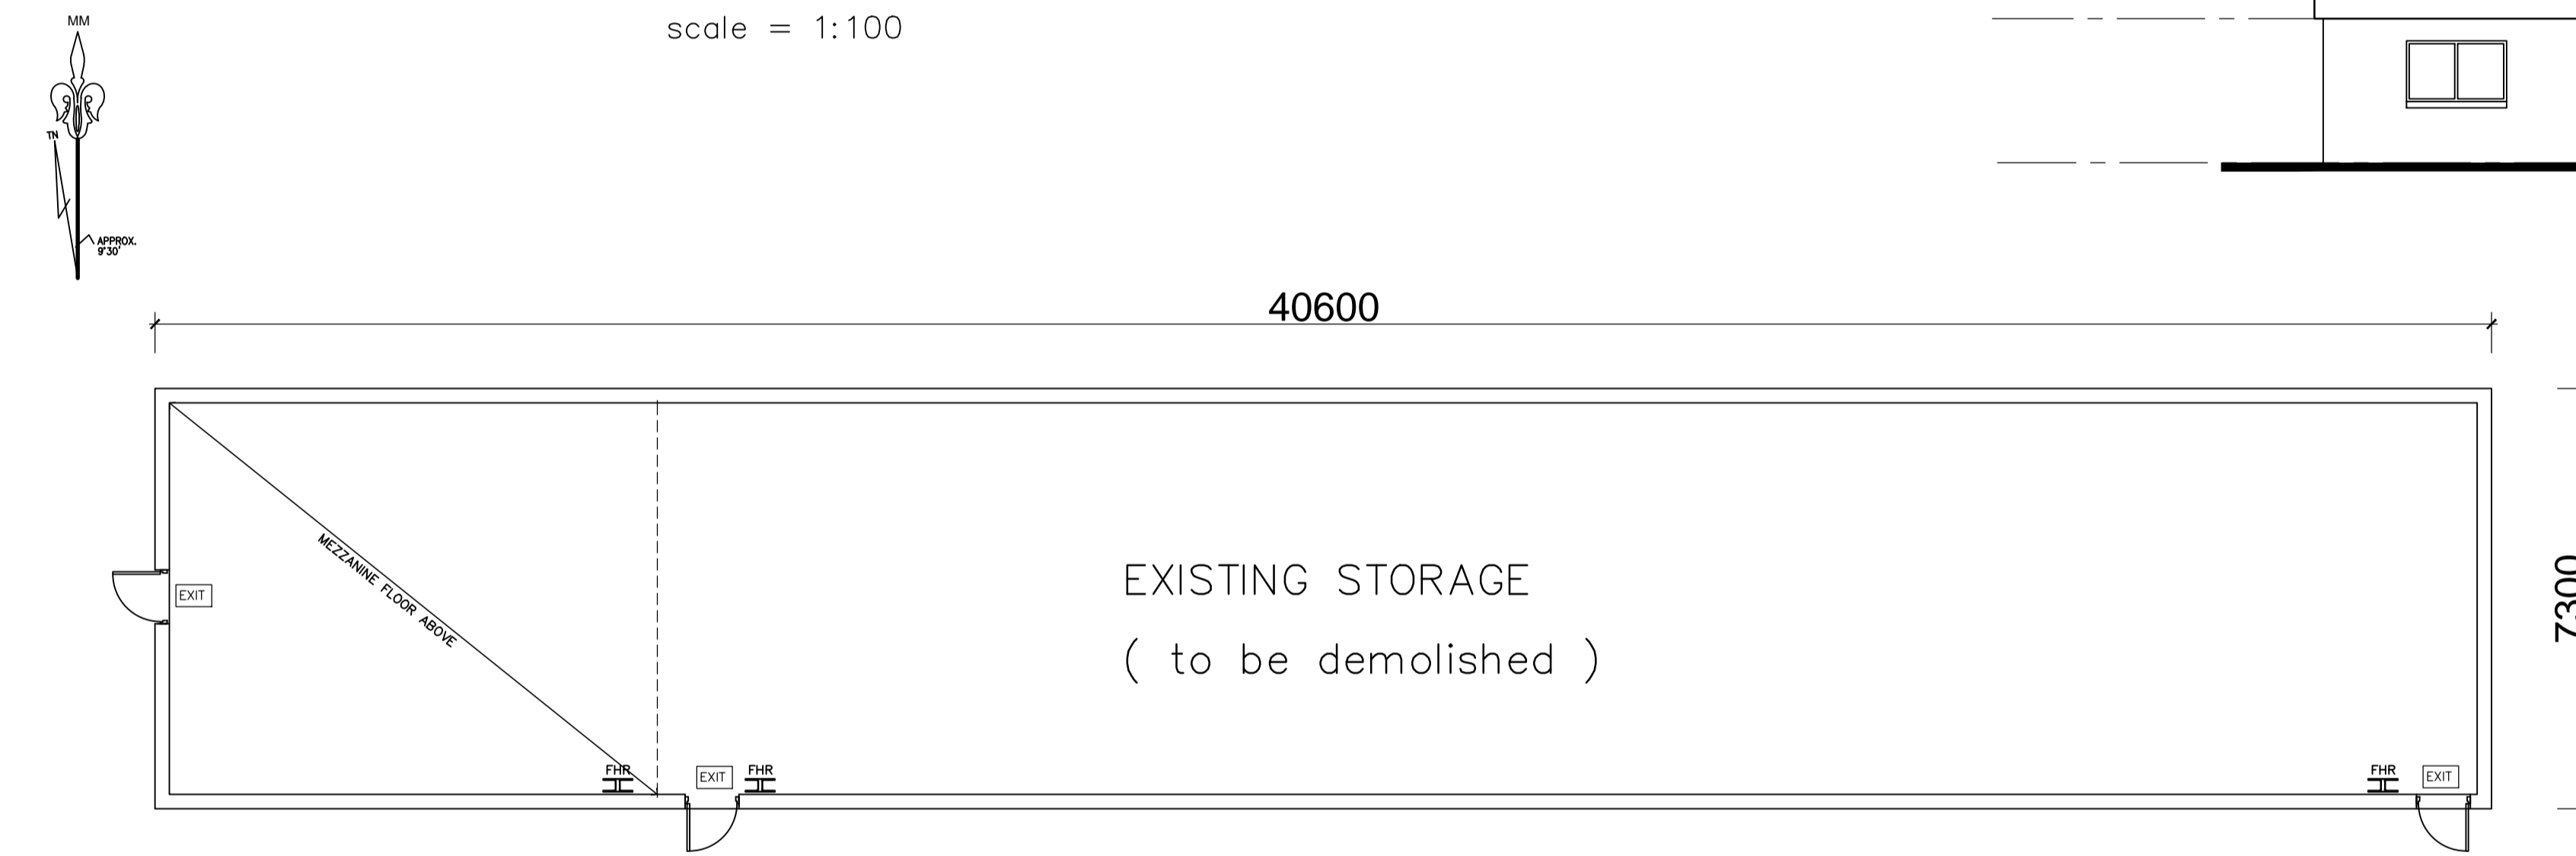 MM
scale = 1:100
TN
APPROX.
9°30'
40600
7300
MEZZANINE FLOOR ABOVE
EXISTING STORAGE
( to be demolished )
EXIT
FHR
EXIT
FHR
FHR
EXIT